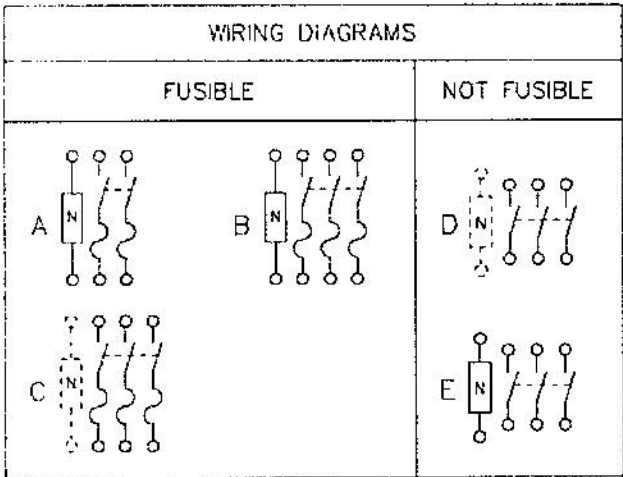 WIRING DIAGRAMS
FUSIBLE
NOT FUSIBLE
A N
B N
D N
C N
E N